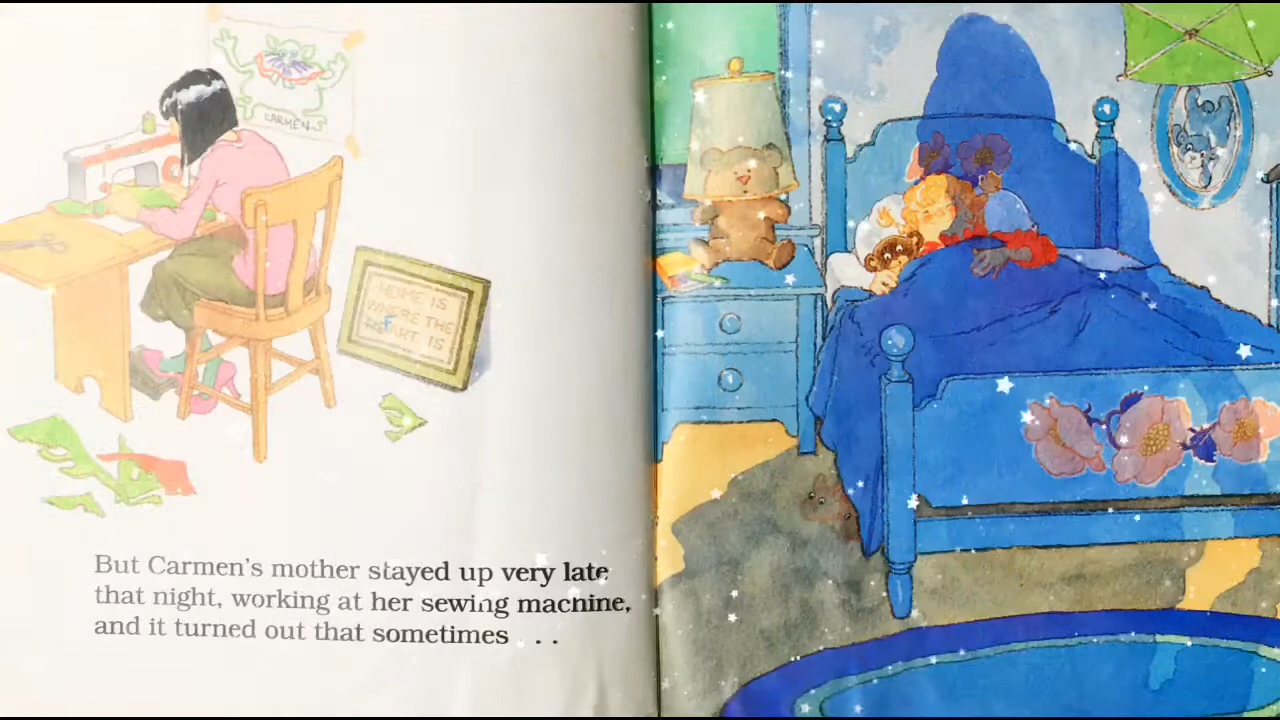 CARMEN
HOME IS
WHERE THE
HEART IS
But Carmen's mother stayed up very late
that night, working at her sewing machine,
and it turned out that sometimes . . .